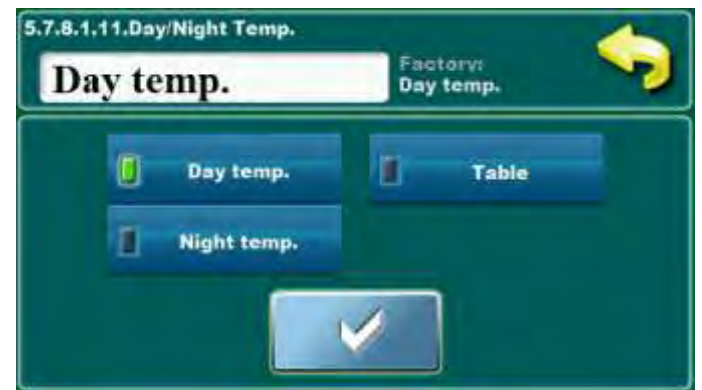 5.7.8.1.11.Day/Night Temp.
Day temp.
Factory:
Day temp.
Day temp.
Table
Night temp.